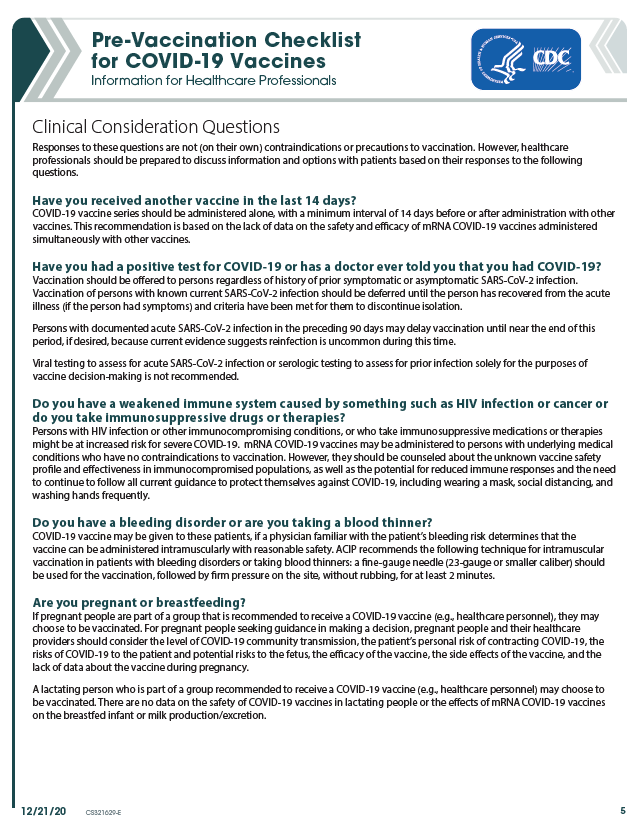 Pre-Vaccination Checklist
for COVID-19 Vaccines
Information for Healthcare Professionals
CDC
Clinical Consideration Questions
Responses to these questions are not (on their own) contraindications or precautions to vaccination. However, healthcare
professionals should be prepared to discuss information and options with patients based on their responses to the following
questions.
Have you received another vaccine in the last 14 days?
COVID-19 vaccine series should be administered alone, with a minimum interval of 14 days before or after administration with other
vaccines. This recommendation is based on the lack of data on the safety and efficacy of mRNA COVID-19 vaccines administered
simultaneously with other vaccines.
Have you had a positive test for COVID-19 or has a doctor ever told you that you had COVID-19?
Vaccination should be offered to persons regardless of history of prior symptomatic or asymptomatic SARS-CoV-2 infection.
Vaccination of persons with known current SARS-CoV-2 infection should be deferred until the person has recovered from the acute
illness (if the person had symptoms) and criteria have been met for them to discontinue isolation.
Persons with documented acute SARS-CoV-2 infection in the preceding 90 days may delay vaccination until near the end of this
period, if desired, because current evidence suggests reinfection is uncommon during this time.
Viral testing to assess for acute SARS-CoV-2 infection or serologic testing to assess for prior infection solely for the purposes of
vaccine decision-making is not recommended.
Do you have a weakened immune system caused by something such as HIV infection or cancer or
do you take immunosuppressive drugs or therapies?
Persons with HIV infection or other immunocompromising conditions, or who take immunosuppressive medications or therapies
might be at increased risk for severe COVID-19. mRNA COVID-19 vaccines may be administered to persons with underlying medical
conditions who have no contraindications to vaccination. However, they should be counseled about the unknown vaccine safety
profile and effectiveness in immunocompromised populations, as well as the potential for reduced immune responses and the need
to continue to follow all current guidance to protect themselves against COVID-19, including wearing a mask, social distancing, and
washing hands frequently.
Do you have a bleeding disorder or are you taking a blood thinner?
COVID-19 vaccine may be given to these patients, if a physician familiar with the patient's bleeding risk determines that the
vaccine can be administered intramuscularly with reasonable safety. ACIP recommends the following technique for intramuscular
vaccination in patients with bleeding disorders or taking blood thinners: a fine-gauge needle (23-gauge or smaller caliber) should
be used for the vaccination, followed by firm pressure on the site, without rubbing, for at least 2 minutes.
Are you pregnant or breastfeeding?
If pregnant people are part of a group that is recommended to receive a COVID-19 vaccine (e.g., healthcare personnel), they may
choose to be vaccinated. For pregnant people seeking guidance in making a decision, pregnant people and their healthcare
providers should consider the level of COVID-19 community transmission, the patient's personal risk of contracting COVID-19, the
risks of COVID-19 to the patient and potential risks to the fetus, the efficacy of the vaccine, the side effects of the vaccine, and the
lack of data about the vaccine during pregnancy.
A lactating person who is part of a group recommended to receive a COVID-19 vaccine (e.g., healthcare personnel) may choose to
be vaccinated. There are no data on the safety of COVID-19 vaccines in lactating people or the effects of mRNA COVID-19 vaccines
on the breastfed infant or milk production/excretion.
12/21/20 CS321629-E 5